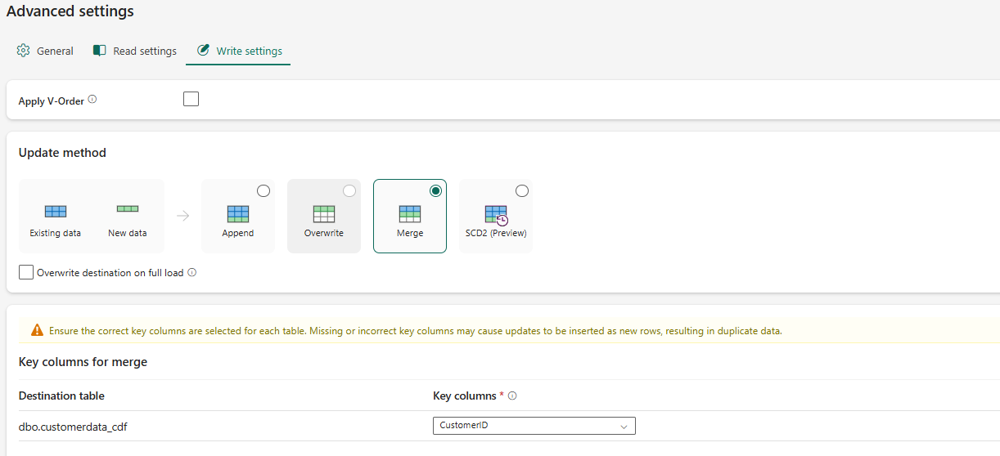 Advanced settings
General
Read settings
Write settings
Apply V-Order
Update method
Existing data
New data
Append
Overwrite
Merge
SCD2 (Preview)
Overwrite destination on full load
Ensure the correct key columns are selected for each table. Missing or incorrect key columns may cause updates to be inserted as new rows, resulting in duplicate data.
Key columns for merge
Destination table
Key columns *
dbo.customerdata_cdf
CustomerID